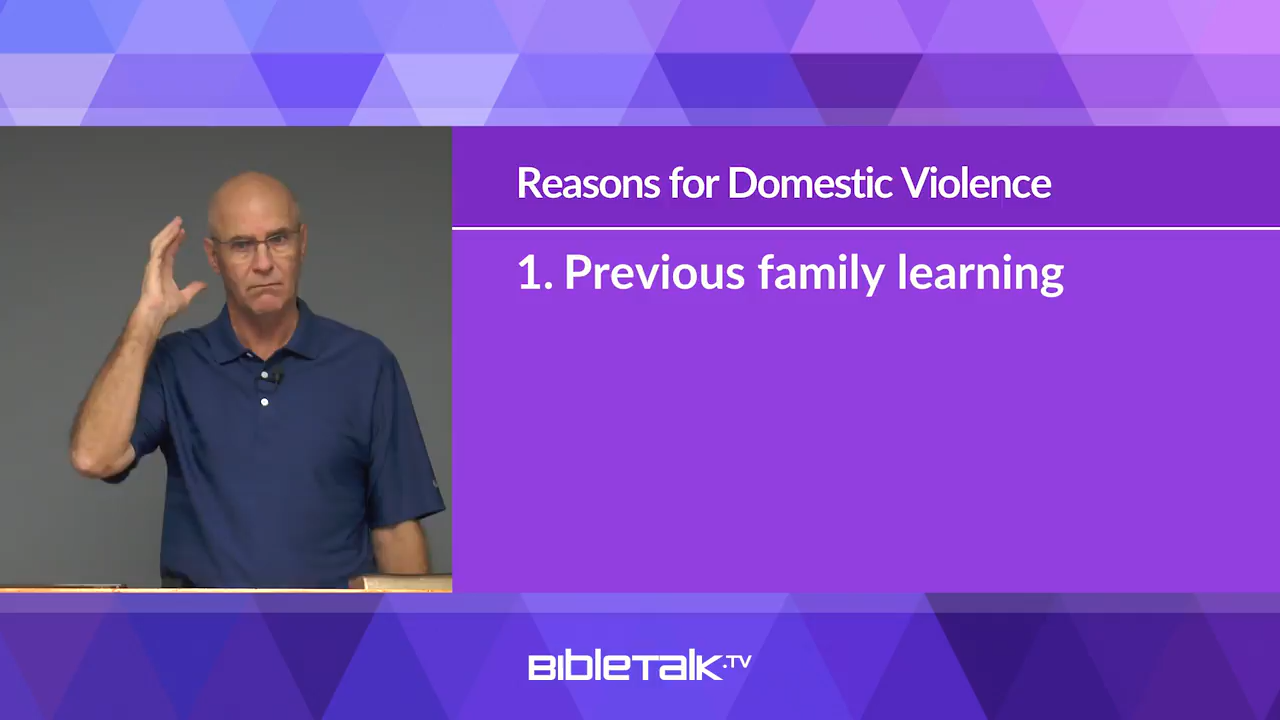 Reasons for Domestic Violence
1. Previous family learning
BibleTalk.TV